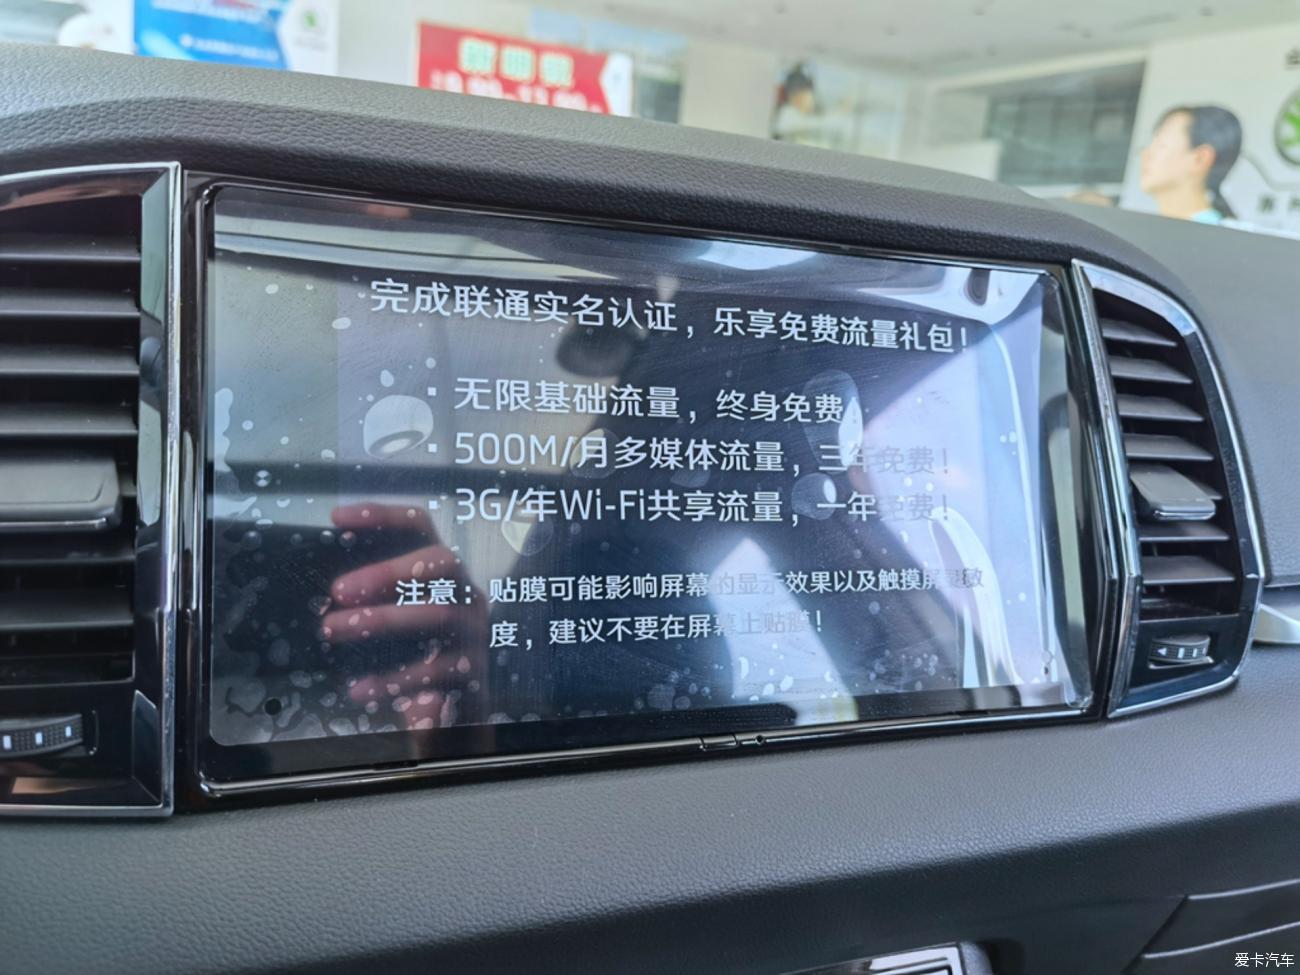 完成联通实名认证，乐享免费流量礼包！
· 无限基础流量，终身免费！
· 500M/月多媒体流量，三年免费！
· 3G/年Wi-Fi共享流量，一年免费！
注意：贴膜可能影响屏幕的显示效果以及触摸屏灵敏
度，建议不要在屏幕上贴膜！
爱卡汽车